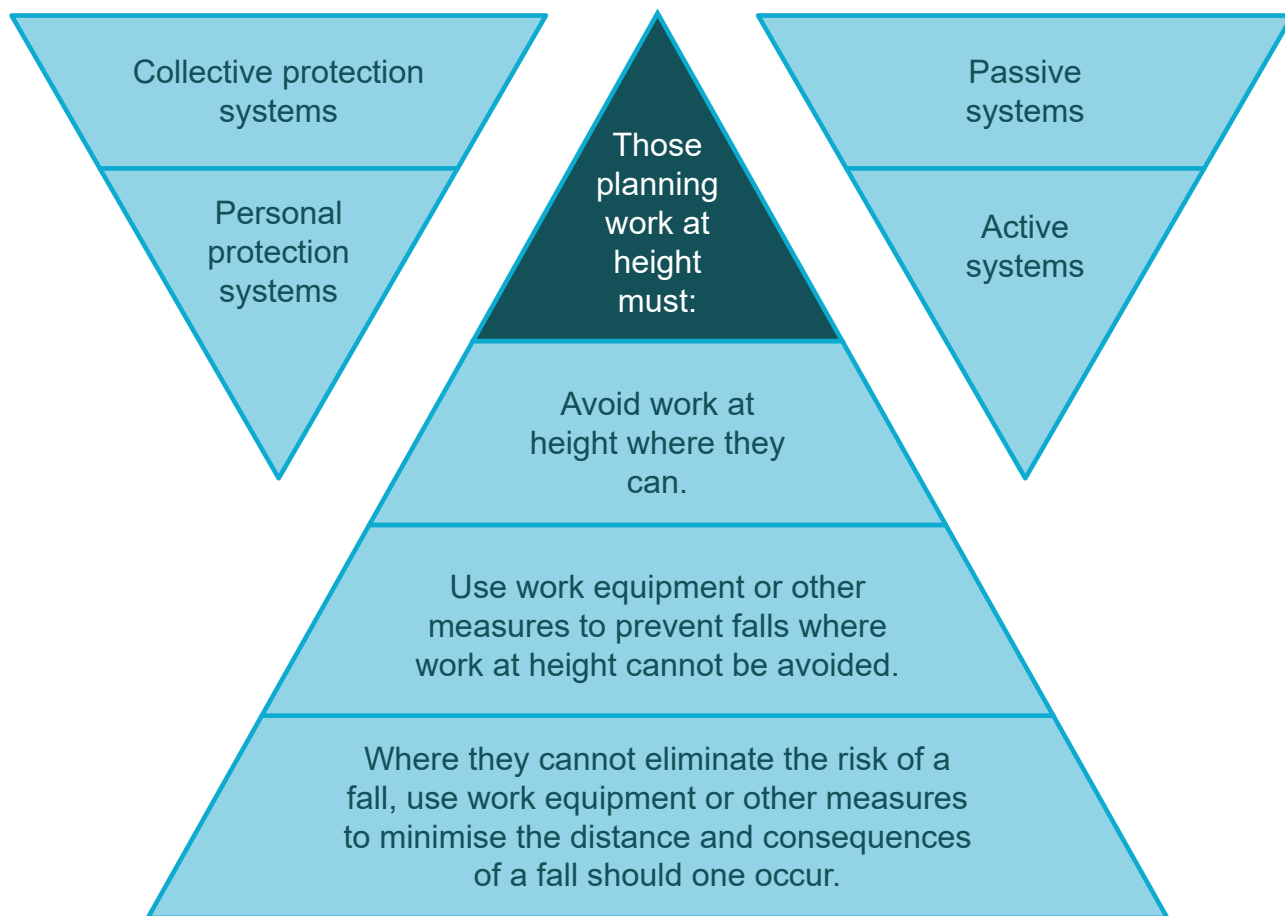 Collective protection
systems
Personal
protection
systems
Those
planning
work at
height
must:
Avoid work at
height where they
can.
Use work equipment or other
measures to prevent falls where
work at height cannot be avoided.
Where they cannot eliminate the risk of a
fall, use work equipment or other measures
to minimise the distance and consequences
of a fall should one occur.
Passive
systems
Active
systems